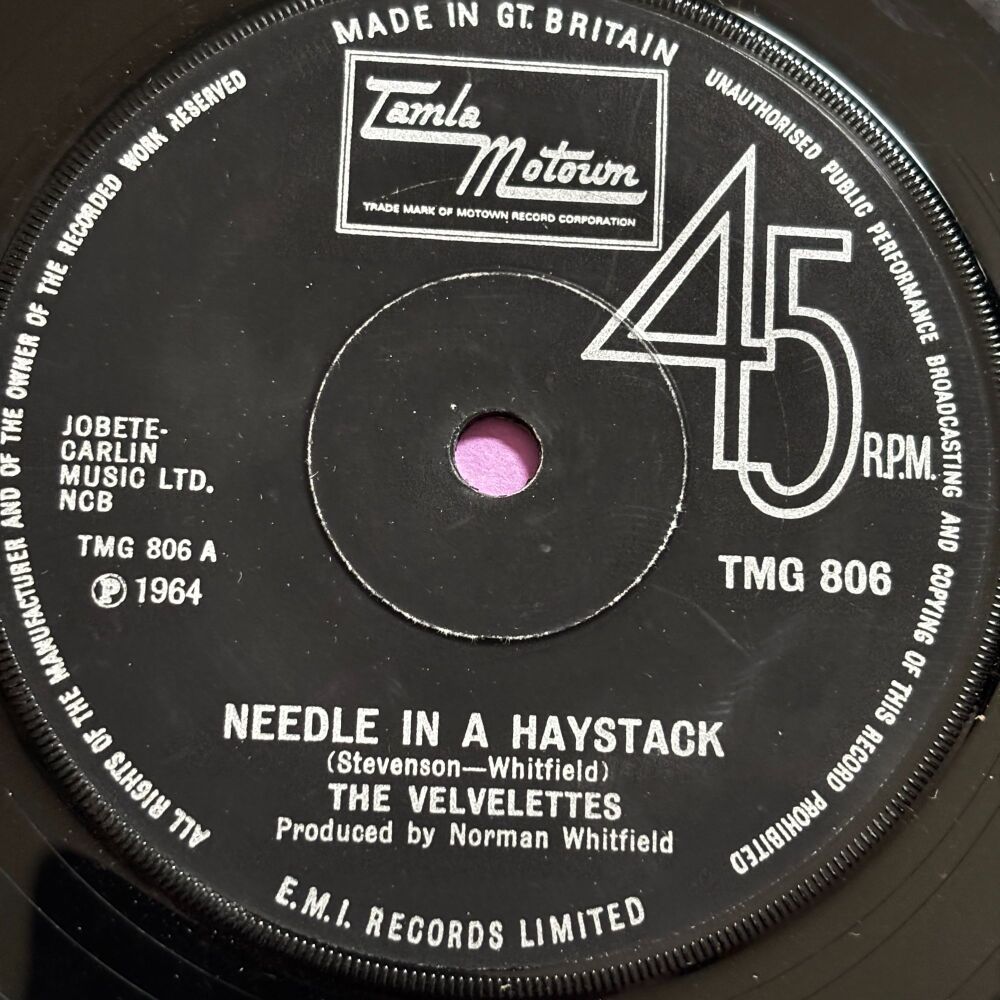 MADE IN GT. BRITAIN
UNAUTHORISED PUBLIC PERFORMANCE BROADCASTING AND COPYING OF THIS RECORD PROHIBITED
ALL RIGHTS OF THE MANUFACTURER AND OF THE OWNER OF THE RECORDED WORK RESERVED
Tamla
Motown
TRADE MARK OF MOTOWN RECORD CORPORATION
45
R.P.M.
JOBETE-
CARLIN
MUSIC LTD.
NCB
TMG 806 A
Ⓟ 1964
TMG 806
NEEDLE IN A HAYSTACK
(Stevenson—Whitfield)
THE VELVELETTES
Produced by Norman Whitfield
E.M.I. RECORDS LIMITED